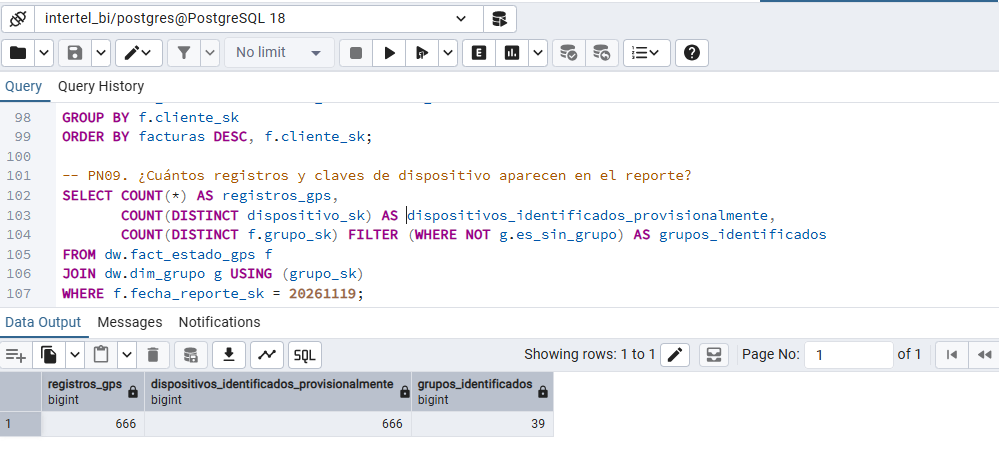 intertel_bi/postgres@PostgreSQL 18
No limit
E
Query Query History
98 GROUP BY f.cliente_sk
99 ORDER BY facturas DESC, f.cliente_sk;
100
101 -- PN09. ¿Cuántos registros y claves de dispositivo aparecen en el reporte?
102 SELECT COUNT(*) AS registros_gps,
103 COUNT(DISTINCT dispositivo_sk) AS dispositivos_identificados_provisionalmente,
104 COUNT(DISTINCT f.grupo_sk) FILTER (WHERE NOT g.es_sin_grupo) AS grupos_identificados
105 FROM dw.fact_estado_gps f
106 JOIN dw.dim_grupo g USING (grupo_sk)
107 WHERE f.fecha_reporte_sk = 20261119;
Data Output Messages Notifications
SQL Showing rows: 1 to 1 Page No: 1 of 1
registros_gps dispositivos_identificados_provisionalmente grupos_identificados
bigint bigint bigint
1 666 666 39